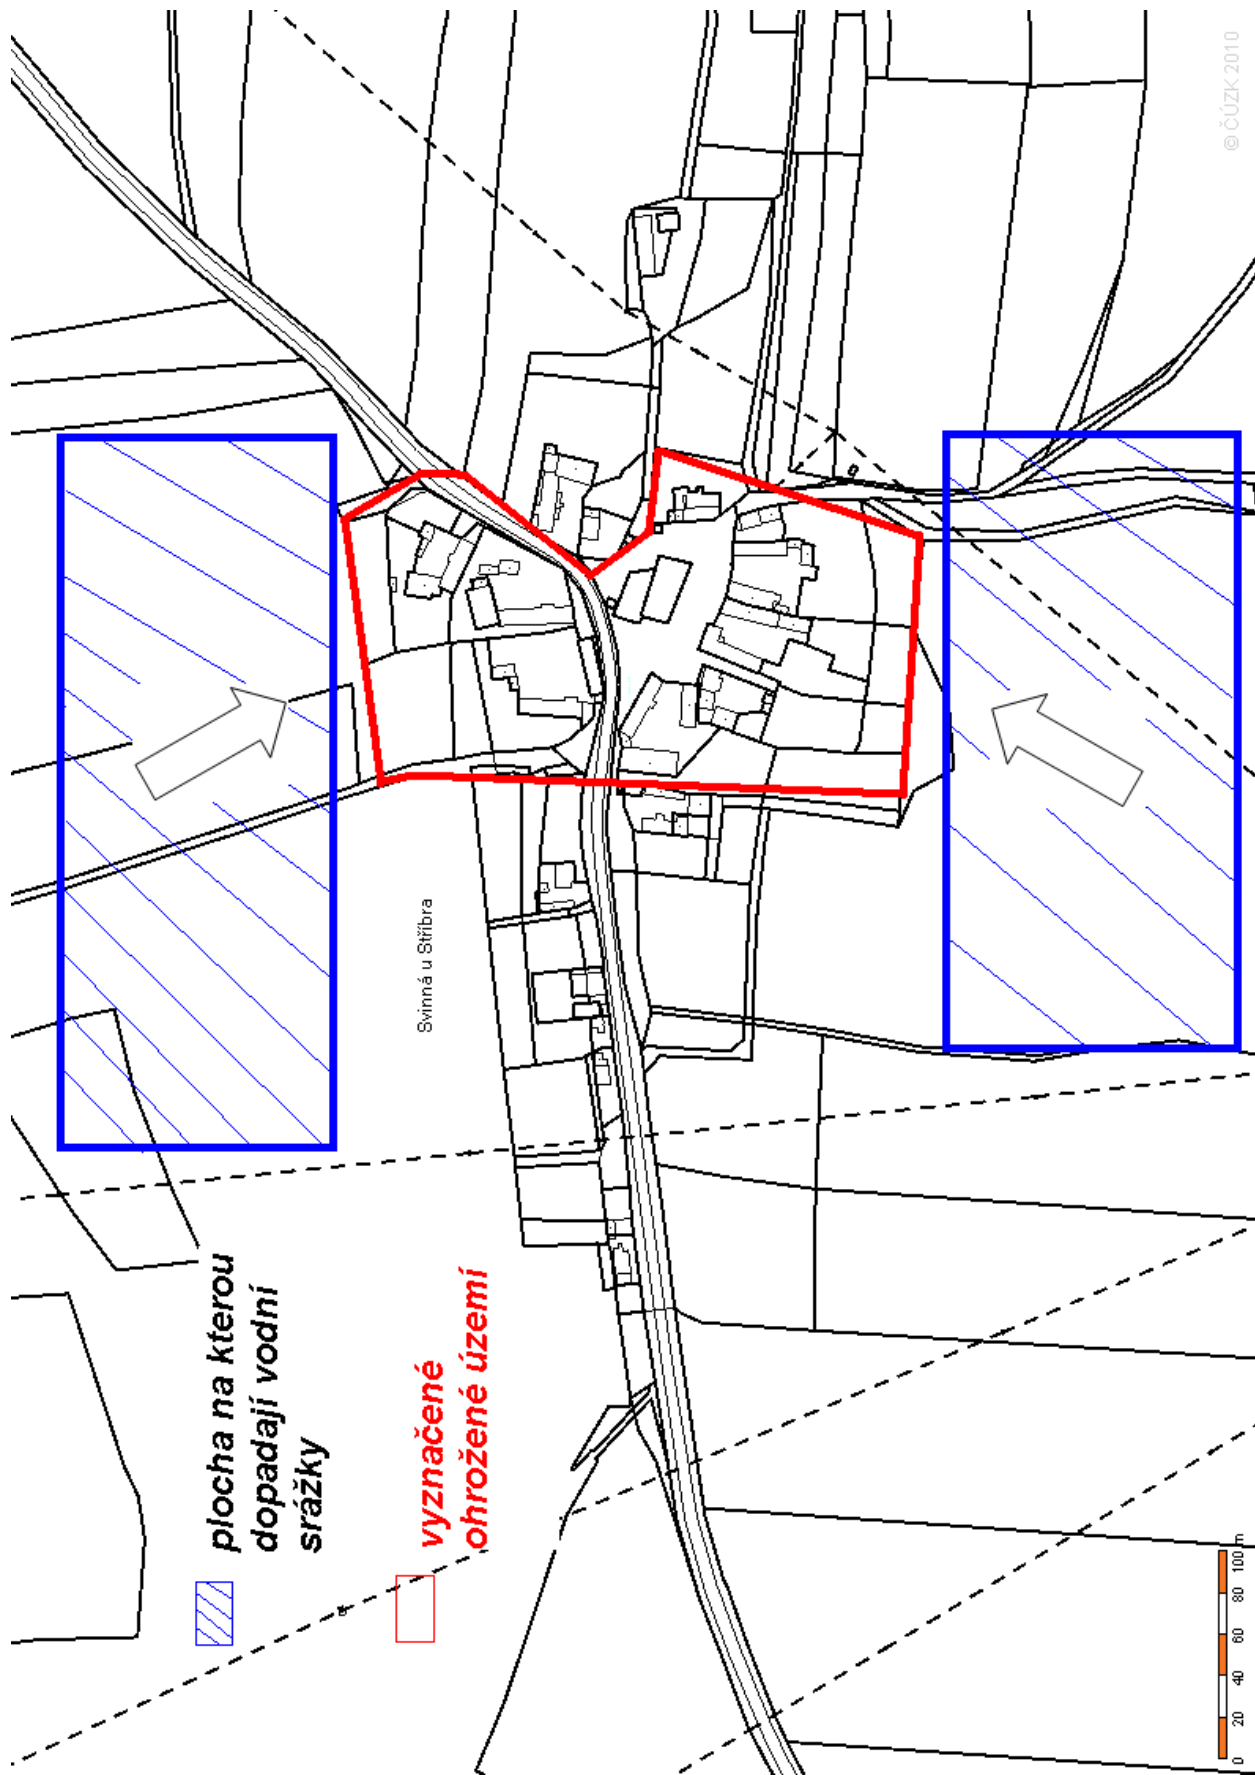 © ČÚZK 2010
Svinná u Stříbra
plocha na kterou
dopadají vodní
srážky
vyznačené
ohrožené území
0 20 40 60 80 100 m